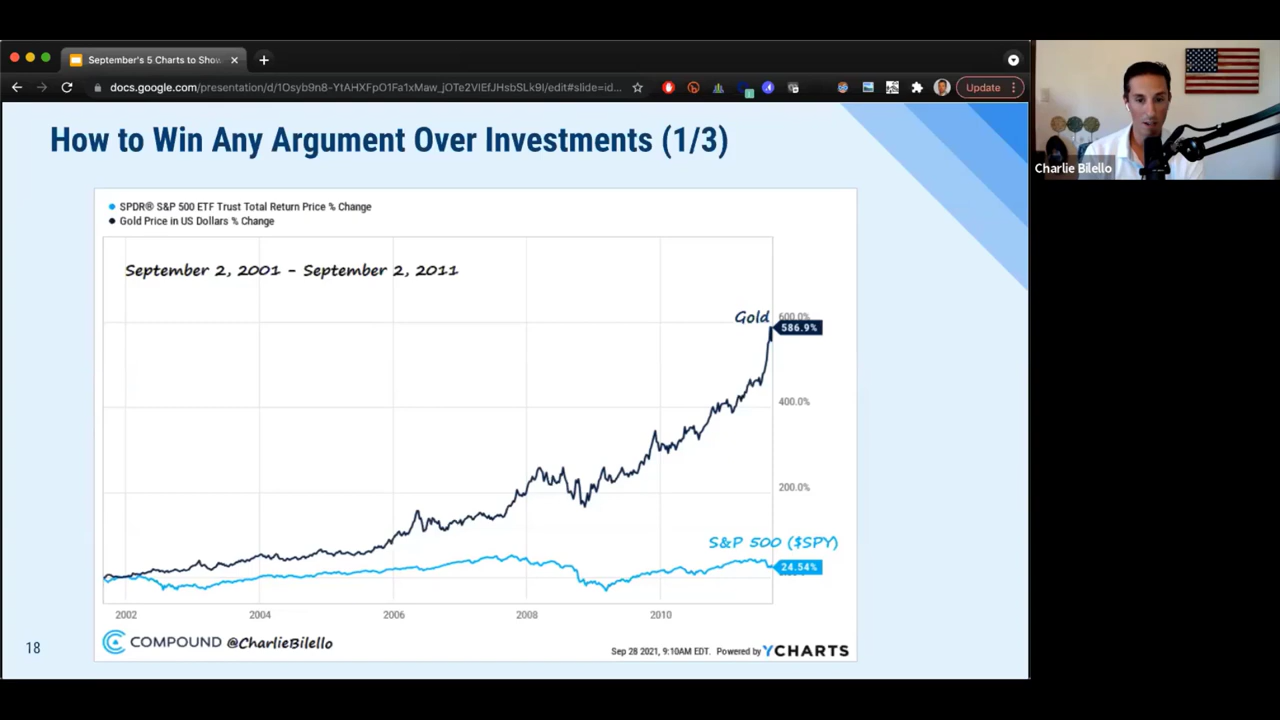 September's 5 Charts to Show
docs.google.com/presentation/d/1Osyb9n8-YtAHXFpO1Fa1xMaw_jOTe2VIEfJHsbSLk9I/edit#slide=id...
Update
How to Win Any Argument Over Investments (1/3)
Charlie Bilello
SPDR® S&P 500 ETF Trust Total Return Price % Change
Gold Price in US Dollars % Change
September 2, 2001 - September 2, 2011
Gold
600.0%
586.9%
400.0%
200.0%
S&P 500 ($SPY)
24.54%
2002 2004 2006 2008 2010
18
COMPOUND @CharlieBilello
Sep 28 2021, 9:10AM EDT. Powered by YCHARTS